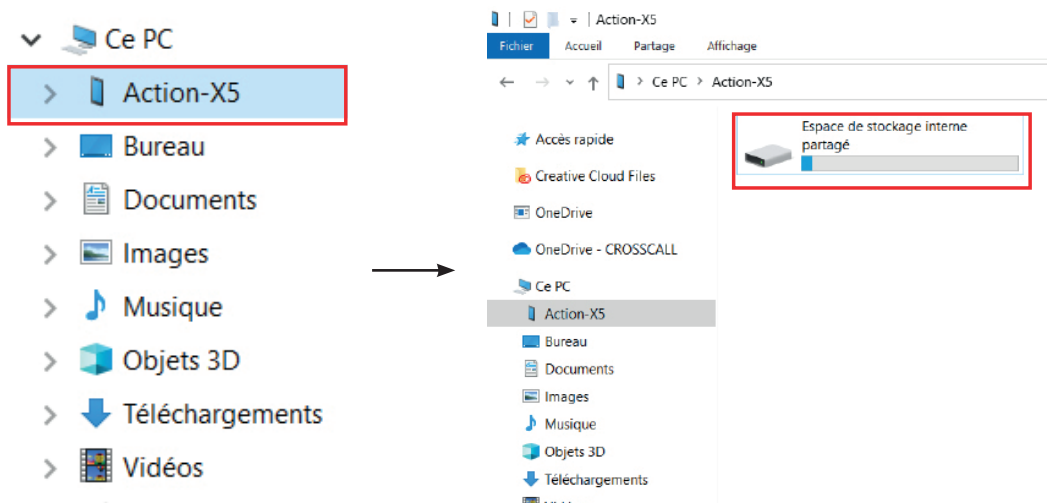 Ce PC
Action-X5
Bureau
Documents
Images
Musique
Objets 3D
Téléchargements
Vidéos
Action-X5
Fichier Accueil Partage Affichage
Ce PC Action-X5
Accès rapide
Creative Cloud Files
OneDrive
OneDrive - CROSSCALL
Ce PC
Action-X5
Bureau
Documents
Images
Musique
Objets 3D
Téléchargements
Espace de stockage interne
partagé